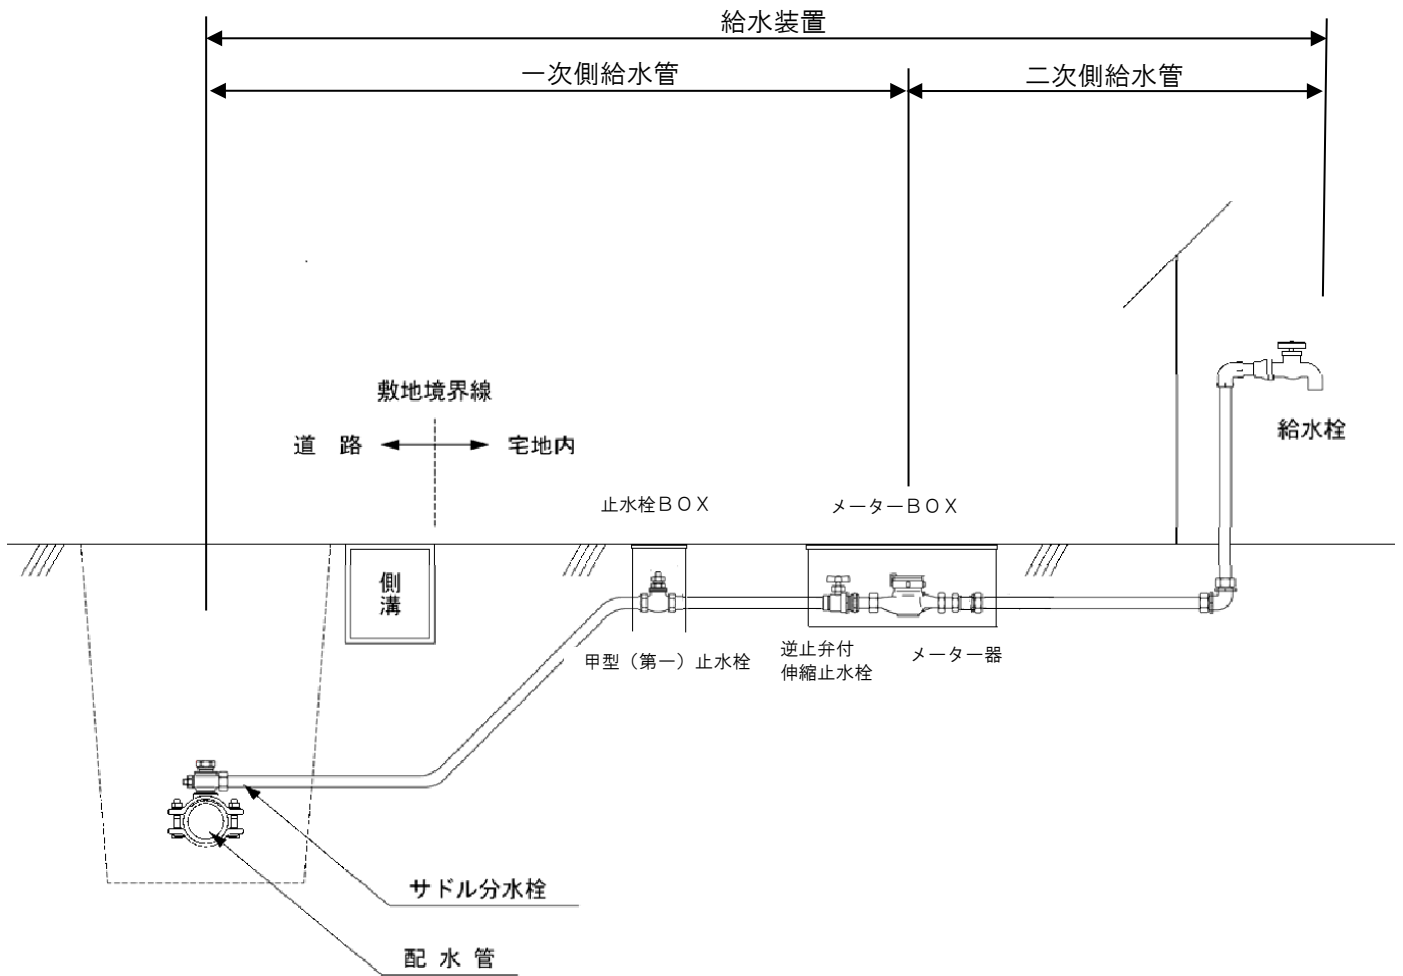 給水装置
一次側給水管
二次側給水管
敷地境界線
道　路
宅地内
給水栓
止水栓ＢＯＸ
メーターＢＯＸ
側
溝
甲型（第一）止水栓
逆止弁付
伸縮止水栓
メーター器
サドル分水栓
配 水 管